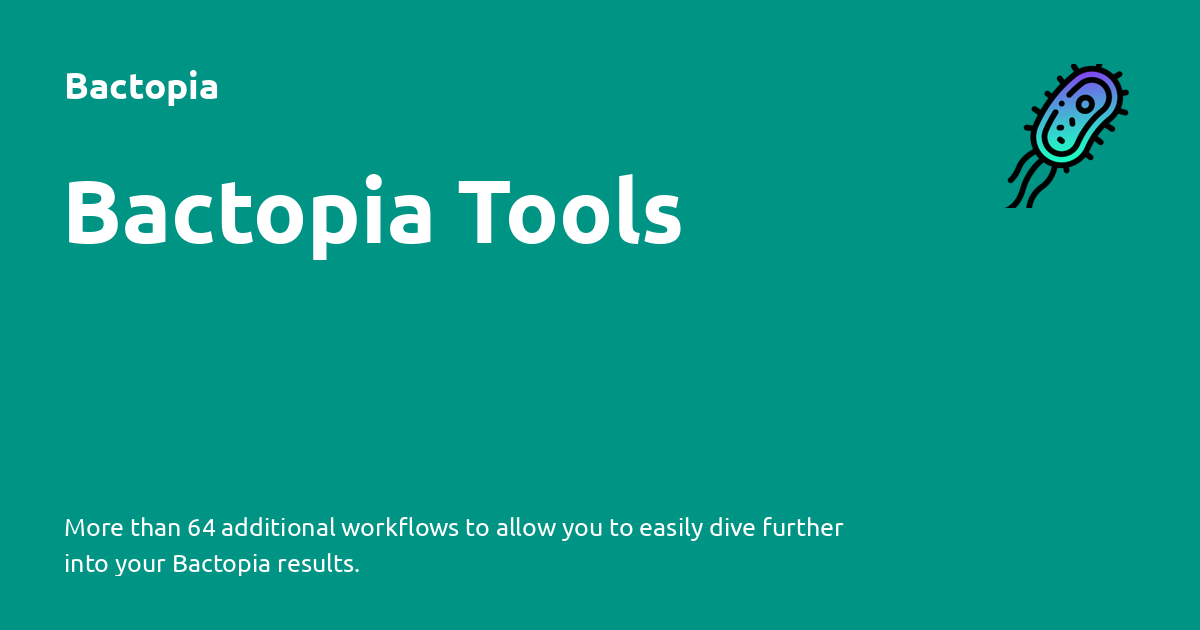 Bactopia
Bactopia Tools
More than 64 additional workflows to allow you to easily dive further
into your Bactopia results.